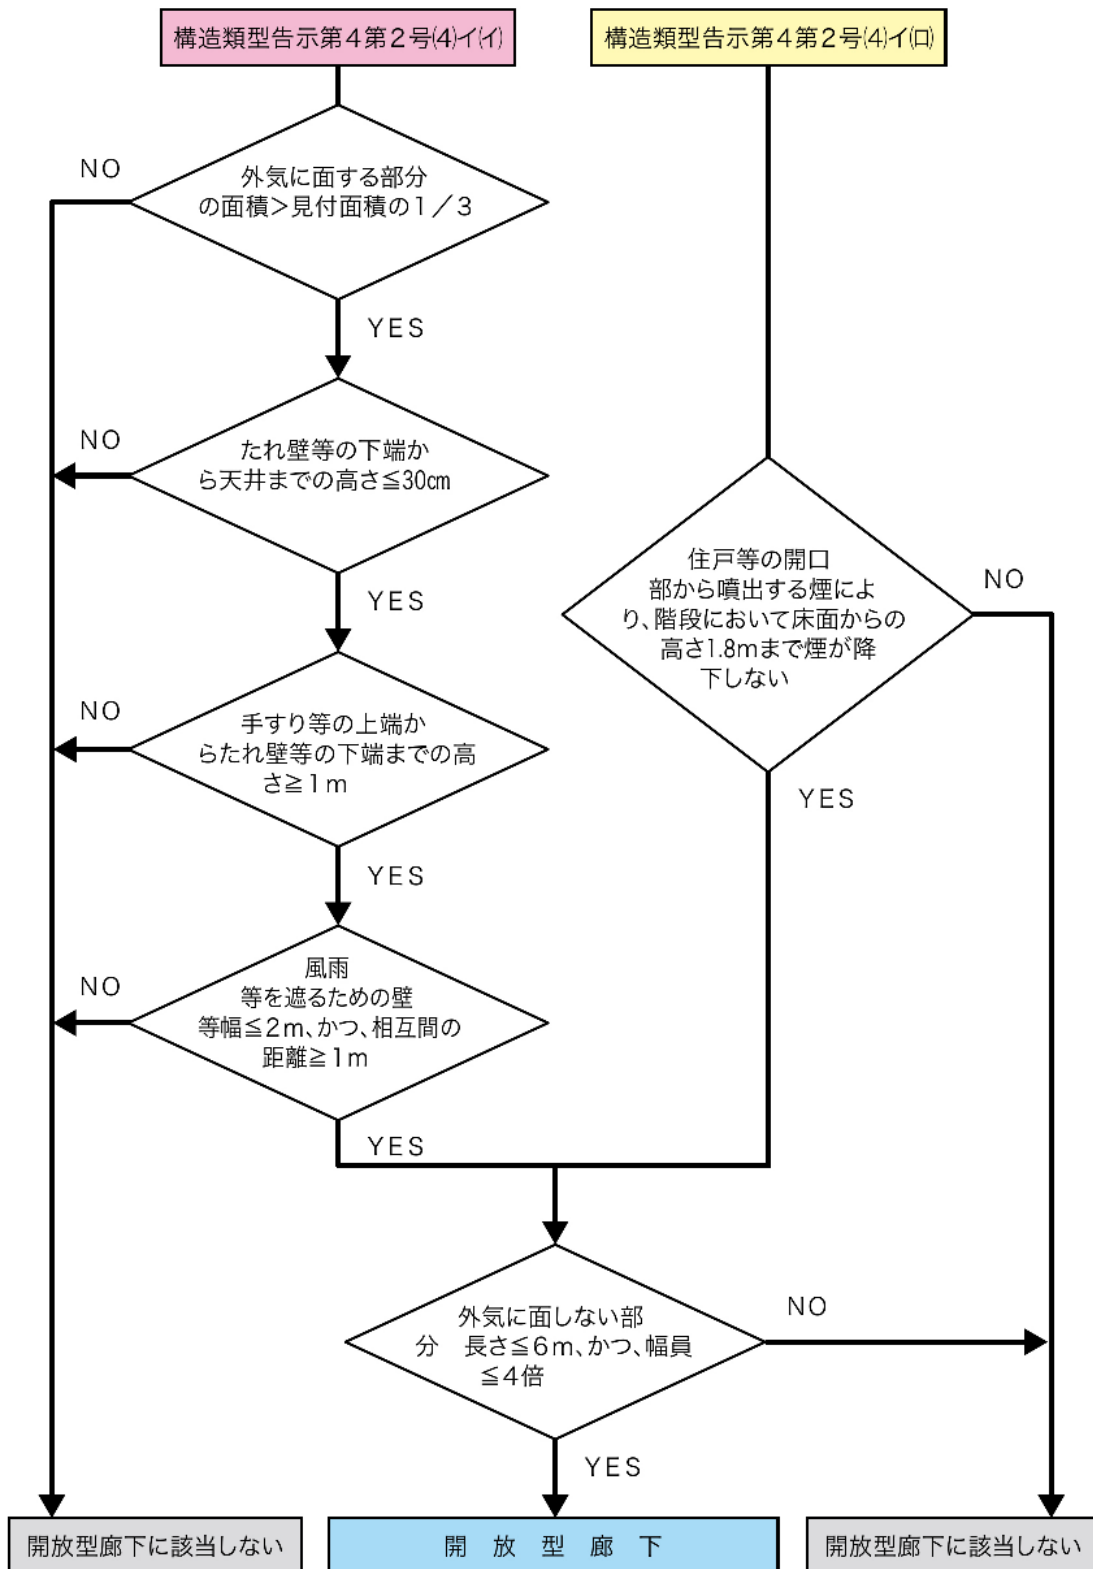 構造類型告示第4第2号⑷イ㈑
構造類型告示第4第2号⑷イ(ロ)
外気に面する部分
の面積>見付面積の1/3
NO
YES
たれ壁等の下端か
ら天井までの高さ≦30㎝
NO
YES
手すり等の上端か
らたれ壁等の下端までの高
さ≧1m
NO
YES
風雨
等を遮るための壁
等幅≦2m、かつ、相互間の
距離≧1m
NO
YES
住戸等の開口
部から噴出する煙によ
り、階段において床面からの
高さ1.8mまで煙が降
下しない
NO
YES
外気に面しない部
分 長さ≦6m、かつ、幅員
≦4倍
NO
YES
開放型廊下に該当しない
開 放 型 廊 下
開放型廊下に該当しない